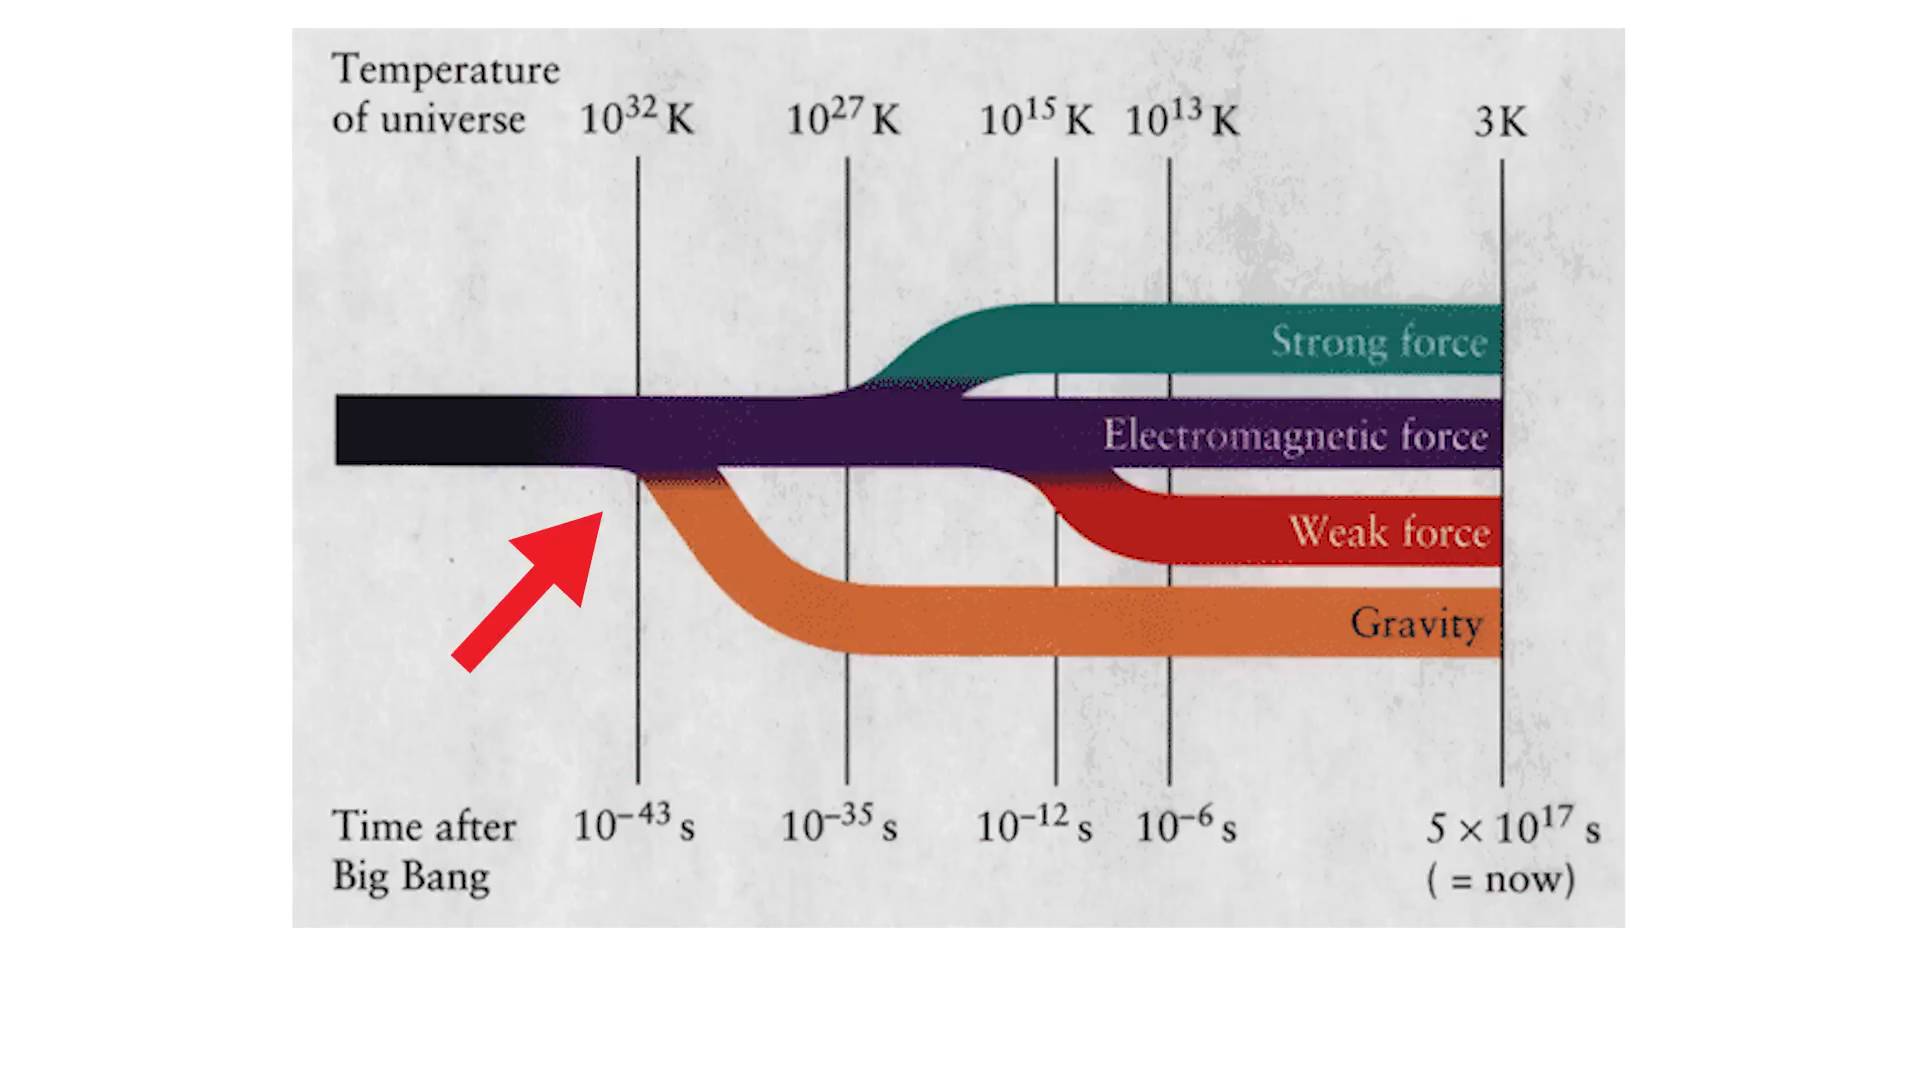 Temperature
of universe
10³² K
10²⁷ K
10¹⁵ K
10¹³ K
3K
Strong force
Electromagnetic force
Weak force
Gravity
Time after
Big Bang
10⁻⁴³ s
10⁻³⁵ s
10⁻¹² s
10⁻⁶ s
5 × 10¹⁷ s
( = now)